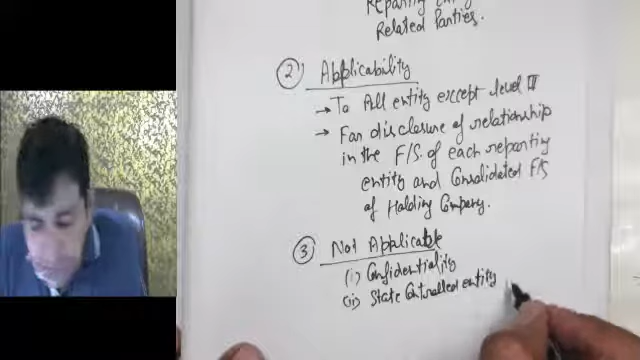 Reporting
Related Parties.
② Applicability
→ To All entity except level III
→ For disclosure of relationship
in the F/S. of each reporting
entity and Consolidated F/S
of Holding Company.
③ Not Applicable
(i) Confidentiality
(ii) State Controlled entity